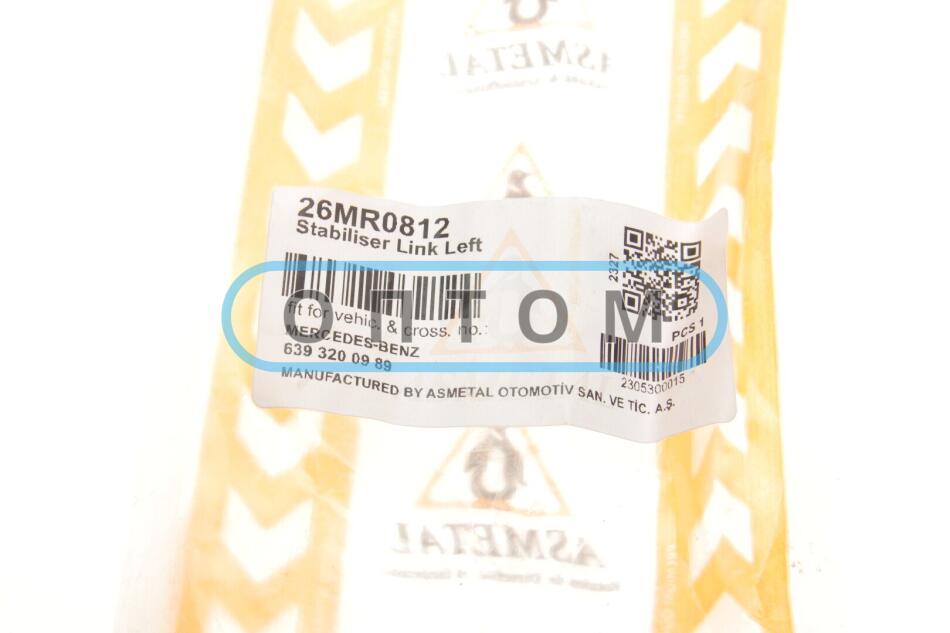 ASMETAL
26MR0812
Stabiliser Link Left
2327
ОПТОМ
fit for vehic. & cross. no.:
PCS 1
MERCEDES-BENZ
639 320 09 89
2305300015
MANUFACTURED BY ASMETAL OTOMOTİV SAN. VE TİC. A.Ş.
ASMETAL